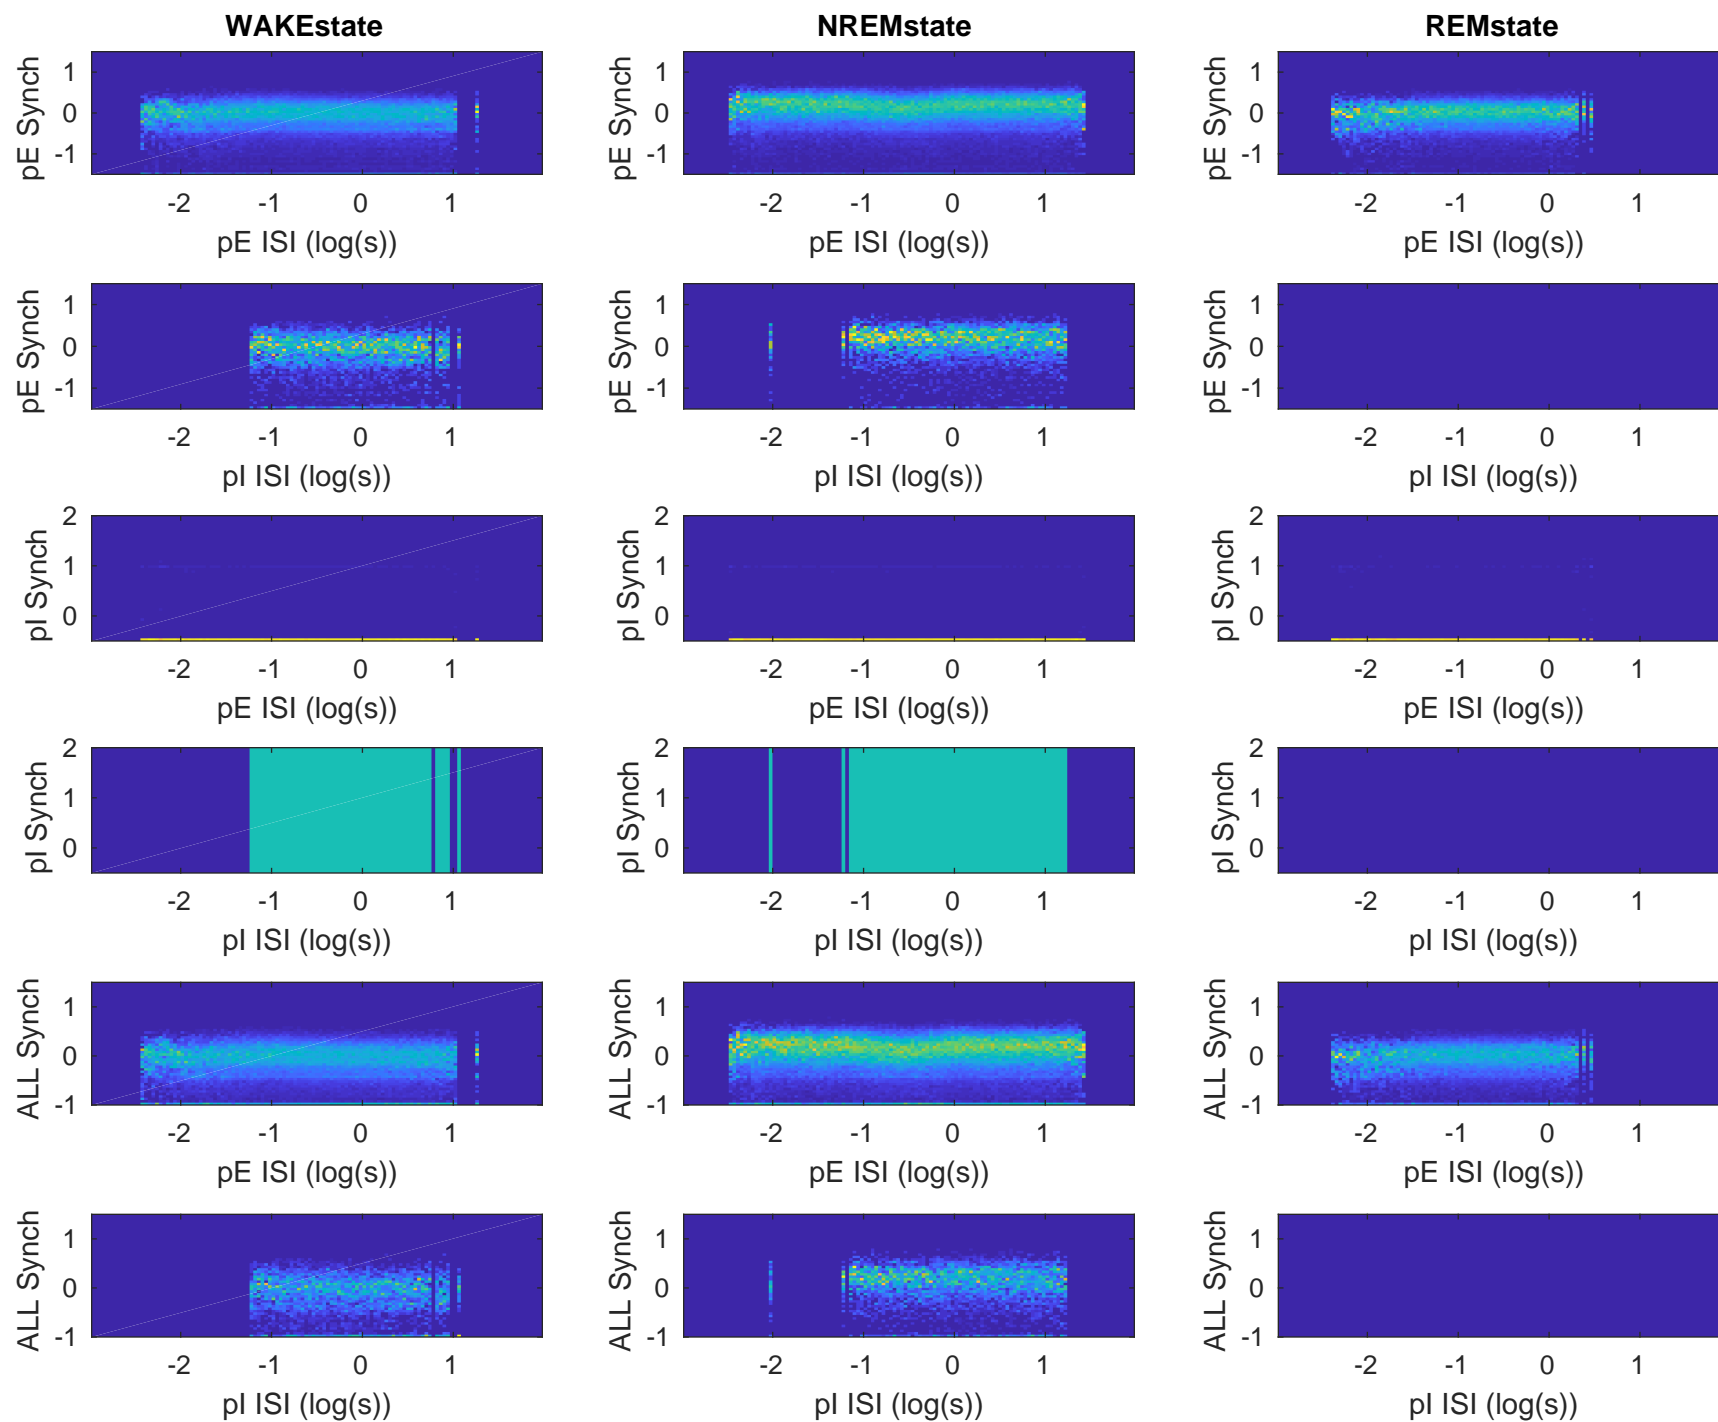 WAKEstate NREMstate REMstate
pE Synch 1 0 -1 pE Synch 1 0 -1 pE Synch 1 0 -1
-2 -1 0 1 -2 -1 0 1 -2 -1 0 1
pE ISI (log(s)) pE ISI (log(s)) pE ISI (log(s))
pE Synch 1 0 -1 pE Synch 1 0 -1 pE Synch 1 0 -1
-2 -1 0 1 -2 -1 0 1 -2 -1 0 1
pI ISI (log(s)) pI ISI (log(s)) pI ISI (log(s))
pI Synch 2 1 0 pI Synch 2 1 0 pI Synch 2 1 0
-2 -1 0 1 -2 -1 0 1 -2 -1 0 1
pE ISI (log(s)) pE ISI (log(s)) pE ISI (log(s))
pI Synch 2 1 0 pI Synch 2 1 0 pI Synch 2 1 0
-2 -1 0 1 -2 -1 0 1 -2 -1 0 1
pI ISI (log(s)) pI ISI (log(s)) pI ISI (log(s))
ALL Synch 1 0 -1 ALL Synch 1 0 -1 ALL Synch 1 0 -1
-2 -1 0 1 -2 -1 0 1 -2 -1 0 1
pE ISI (log(s)) pE ISI (log(s)) pE ISI (log(s))
ALL Synch 1 0 -1 ALL Synch 1 0 -1 ALL Synch 1 0 -1
-2 -1 0 1 -2 -1 0 1 -2 -1 0 1
pI ISI (log(s)) pI ISI (log(s)) pI ISI (log(s))